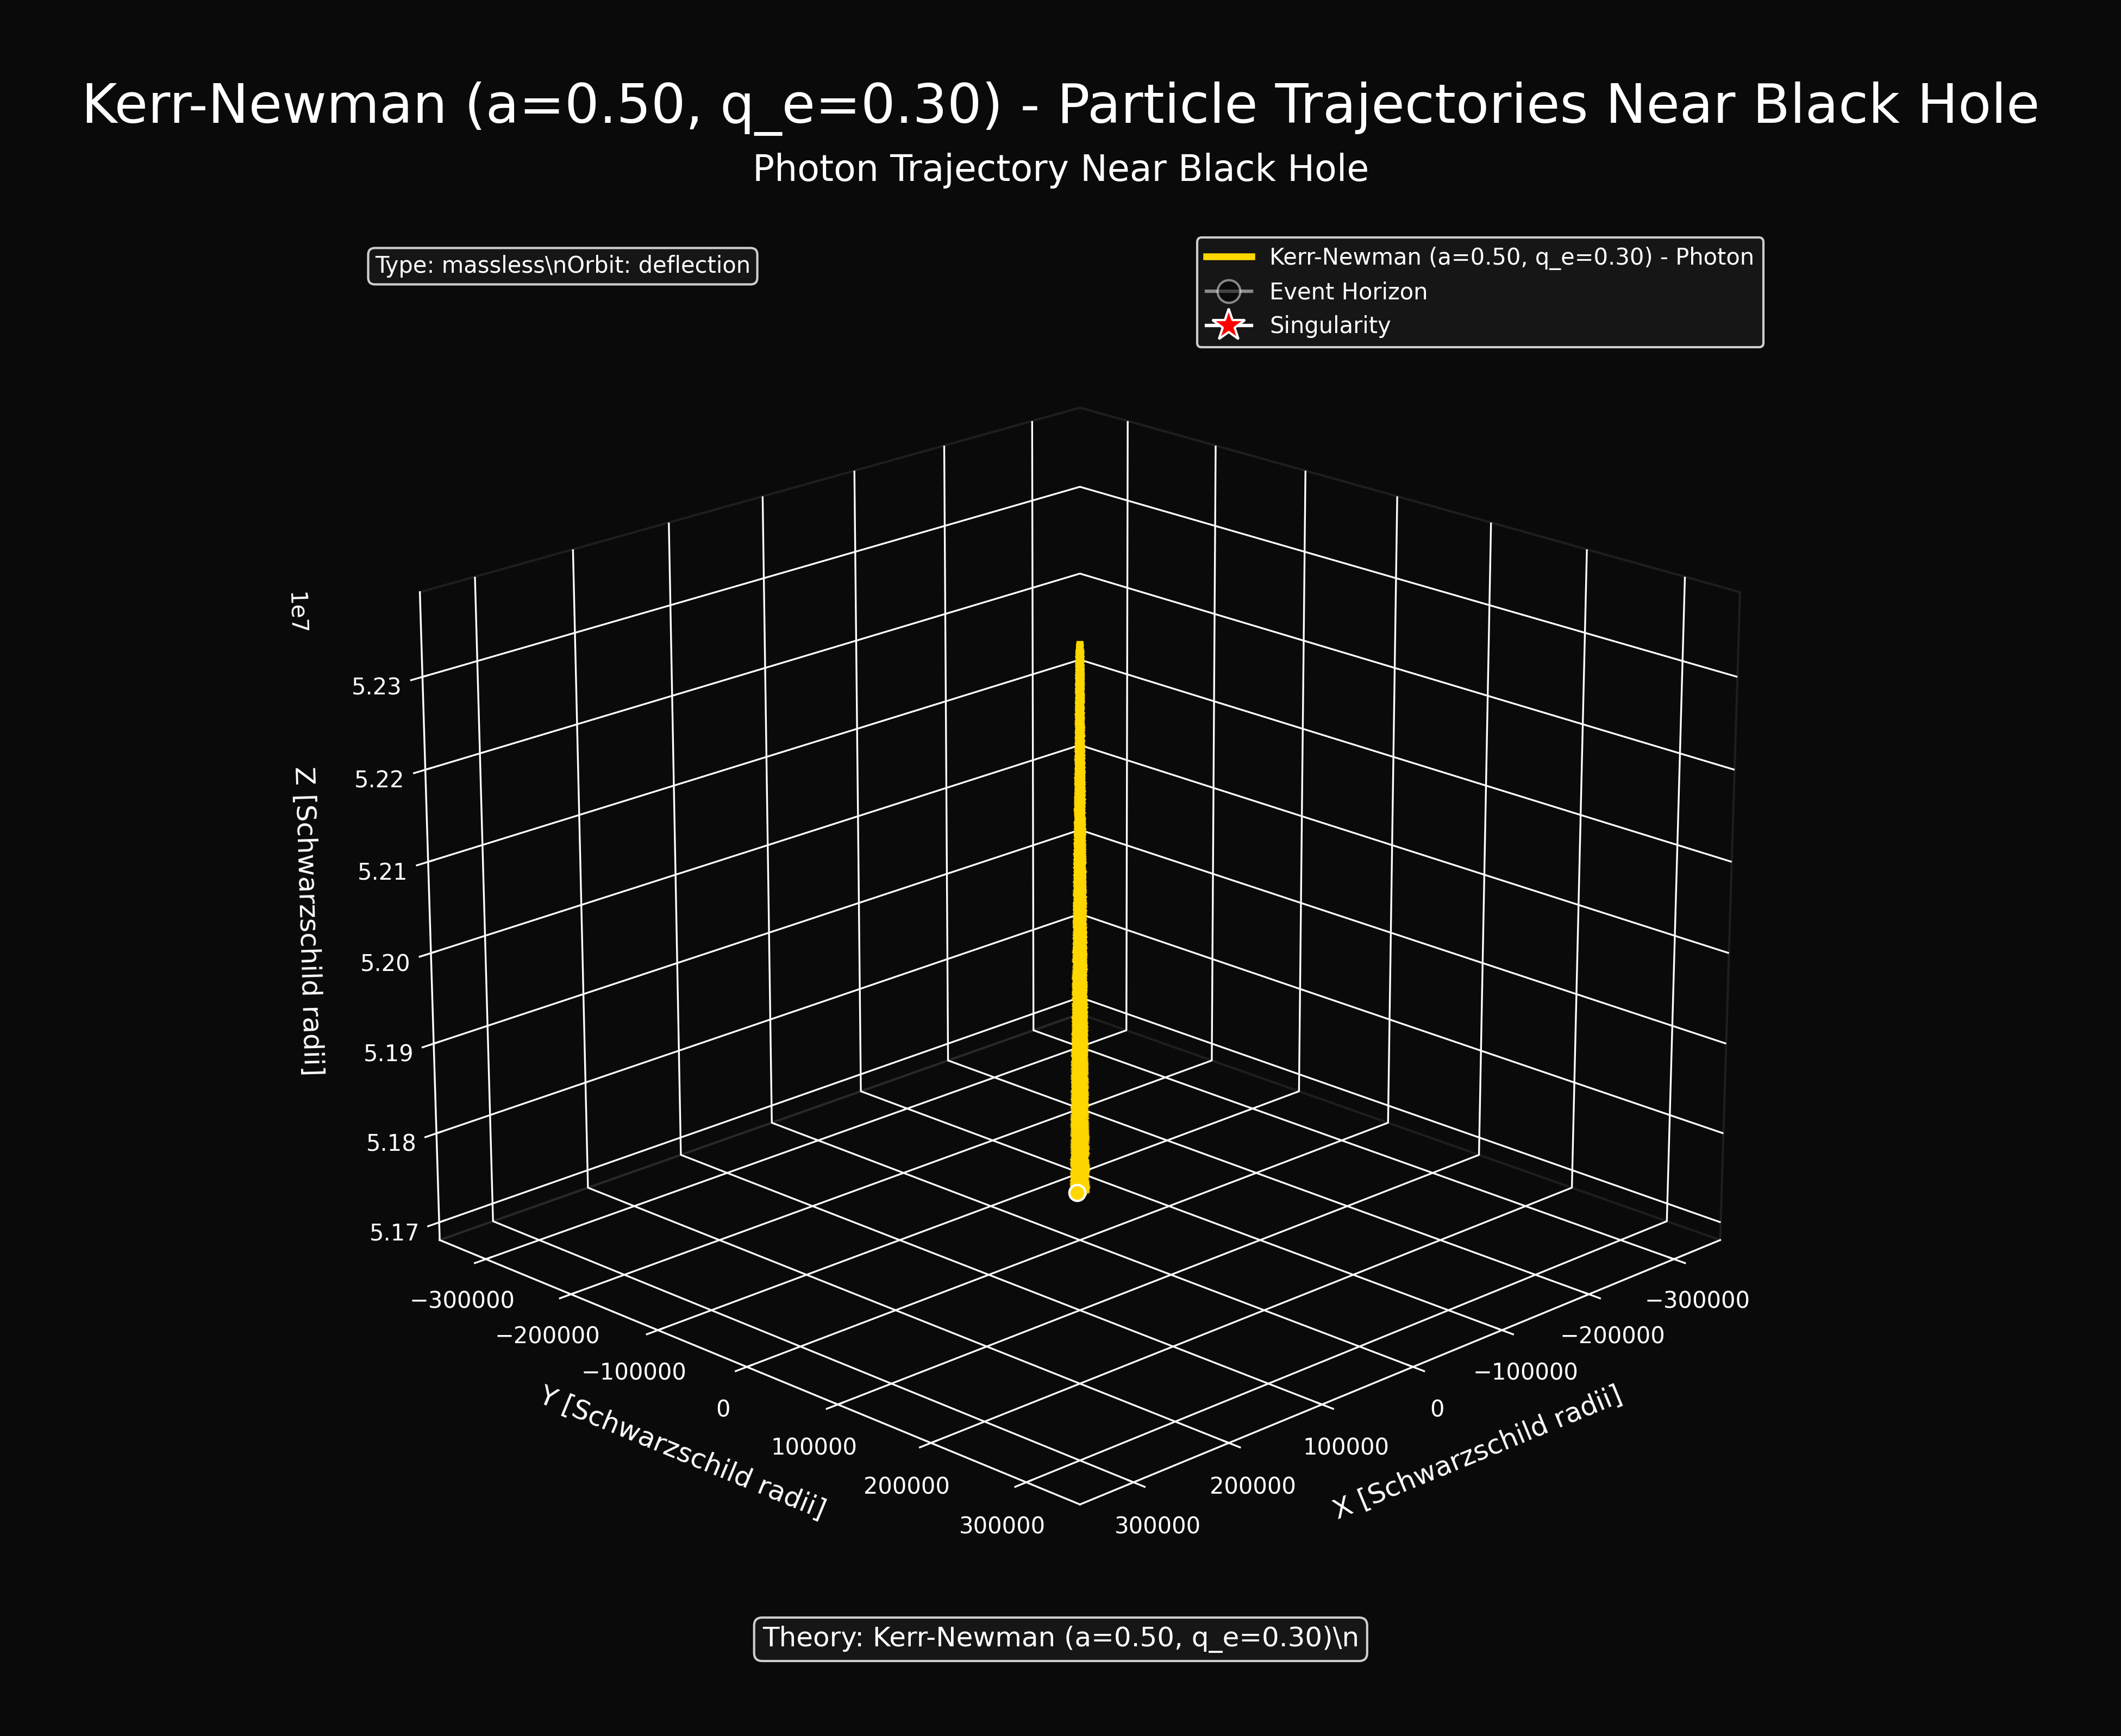 Kerr-Newman (a=0.50, q_e=0.30) - Particle Trajectories Near Black Hole
Photon Trajectory Near Black Hole
Type: massless\nOrbit: deflection
Kerr-Newman (a=0.50, q_e=0.30) - Photon
Event Horizon
Singularity
1e7
5.23
5.22
5.21
5.20
5.19
5.18
5.17
Z [Schwarzschild radii]
−300000
−200000
−100000
0
100000
200000
300000
Y [Schwarzschild radii]
−300000
−200000
−100000
0
100000
200000
300000
X [Schwarzschild radii]
Theory: Kerr-Newman (a=0.50, q_e=0.30)\n